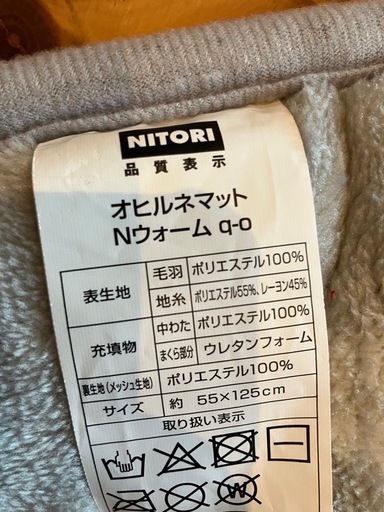 NITORI
品質表示
オヒルネマット
Nウォーム q-o
表生地 毛羽 ポリエステル100%
地糸 ポリエステル55%、レーヨン45%
充填物 中わた ポリエステル100%
まくら部分 ウレタンフォーム
裏生地(メッシュ生地) ポリエステル100%
サイズ 約 55×125cm
取り扱い表示
W